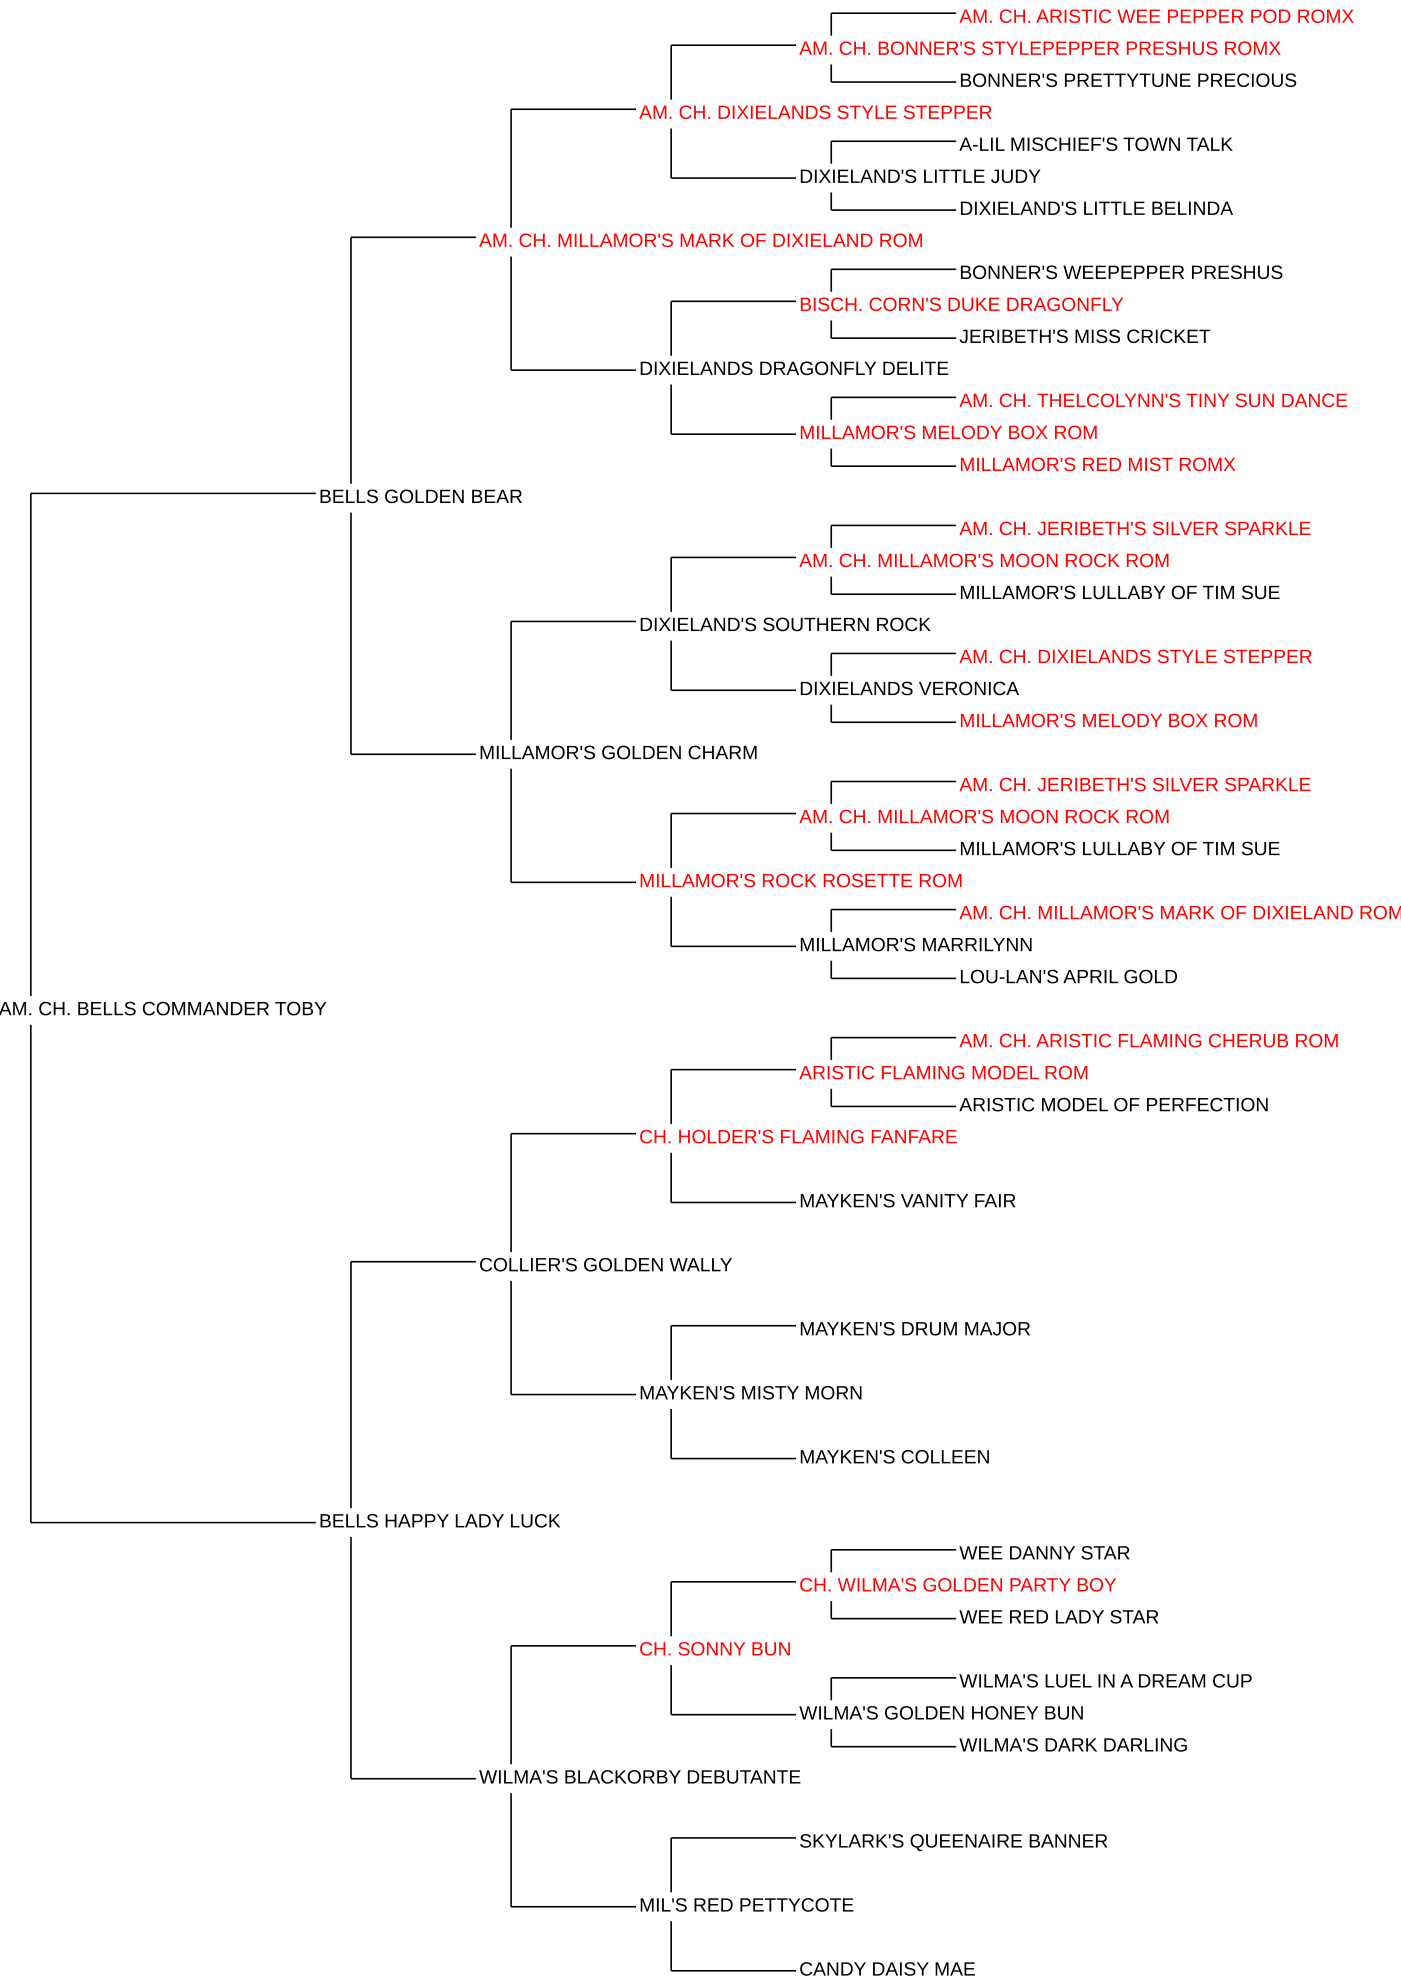 AM. CH. ARISTIC WEE PEPPER POD ROMX
AM. CH. BONNER'S STYLEPEPPER PRESHUS ROMX
BONNER'S PRETTYTUNE PRECIOUS
AM. CH. DIXIELANDS STYLE STEPPER
A-LIL MISCHIEF'S TOWN TALK
DIXIELAND'S LITTLE JUDY
DIXIELAND'S LITTLE BELINDA
AM. CH. MILLAMOR'S MARK OF DIXIELAND ROM
BONNER'S WEEPEPPER PRESHUS
BISCH. CORN'S DUKE DRAGONFLY
JERIBETH'S MISS CRICKET
DIXIELANDS DRAGONFLY DELITE
AM. CH. THELCOLYNN'S TINY SUN DANCE
MILLAMOR'S MELODY BOX ROM
MILLAMOR'S RED MIST ROMX
BELLS GOLDEN BEAR
AM. CH. JERIBETH'S SILVER SPARKLE
AM. CH. MILLAMOR'S MOON ROCK ROM
MILLAMOR'S LULLABY OF TIM SUE
DIXIELAND'S SOUTHERN ROCK
AM. CH. DIXIELANDS STYLE STEPPER
DIXIELANDS VERONICA
MILLAMOR'S MELODY BOX ROM
MILLAMOR'S GOLDEN CHARM
AM. CH. JERIBETH'S SILVER SPARKLE
AM. CH. MILLAMOR'S MOON ROCK ROM
MILLAMOR'S LULLABY OF TIM SUE
MILLAMOR'S ROCK ROSETTE ROM
AM. CH. MILLAMOR'S MARK OF DIXIELAND ROM
MILLAMOR'S MARRILYNN
LOU-LAN'S APRIL GOLD
AM. CH. BELLS COMMANDER TOBY
AM. CH. ARISTIC FLAMING CHERUB ROM
ARISTIC FLAMING MODEL ROM
ARISTIC MODEL OF PERFECTION
CH. HOLDER'S FLAMING FANFARE
MAYKEN'S VANITY FAIR
COLLIER'S GOLDEN WALLY
MAYKEN'S DRUM MAJOR
MAYKEN'S MISTY MORN
MAYKEN'S COLLEEN
BELLS HAPPY LADY LUCK
WEE DANNY STAR
CH. WILMA'S GOLDEN PARTY BOY
WEE RED LADY STAR
CH. SONNY BUN
WILMA'S LUEL IN A DREAM CUP
WILMA'S GOLDEN HONEY BUN
WILMA'S DARK DARLING
WILMA'S BLACKORBY DEBUTANTE
SKYLARK'S QUEENAIRE BANNER
MIL'S RED PETTYCOTE
CANDY DAISY MAE